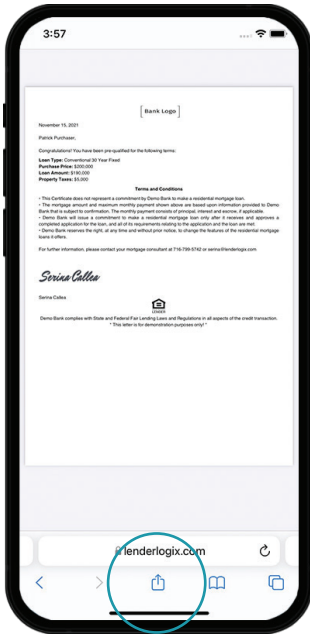 3:57
[Bank Logo]
November 15, 2021
Patrick Purchaser,
Congratulations! You have been pre-qualified for the following terms:
Loan Type: Conventional 30 Year Fixed
Purchase Price: $200,000
Loan Amount: $190,000
Property Taxes: $5,000
Terms and Conditions
• This Certificate does not represent a commitment by Demo Bank to make a residential mortgage loan.
• The mortgage amount and maximum monthly payment shown above are based upon information provided to Demo
Bank that is subject to confirmation. The monthly payment consists of principal, interest and escrow, if applicable.
• Demo Bank will issue a commitment to make a residential mortgage loan only after it receives and approves a
completed application for the loan, and all of its requirements relating to the application and the loan are met.
• Demo Bank reserves the right, at any time and without prior notice, to change the features of the residential mortgage
loans it offers.
For further information, please contact your mortgage consultant at 716-799-5742 or serina@lenderlogix.com
Serina Callea
Serina Callea
LENDER
Demo Bank complies with State and Federal Fair Lending Laws and Regulations in all aspects of the credit transaction.
* This letter is for demonstration purposes only! *
lenderlogix.com